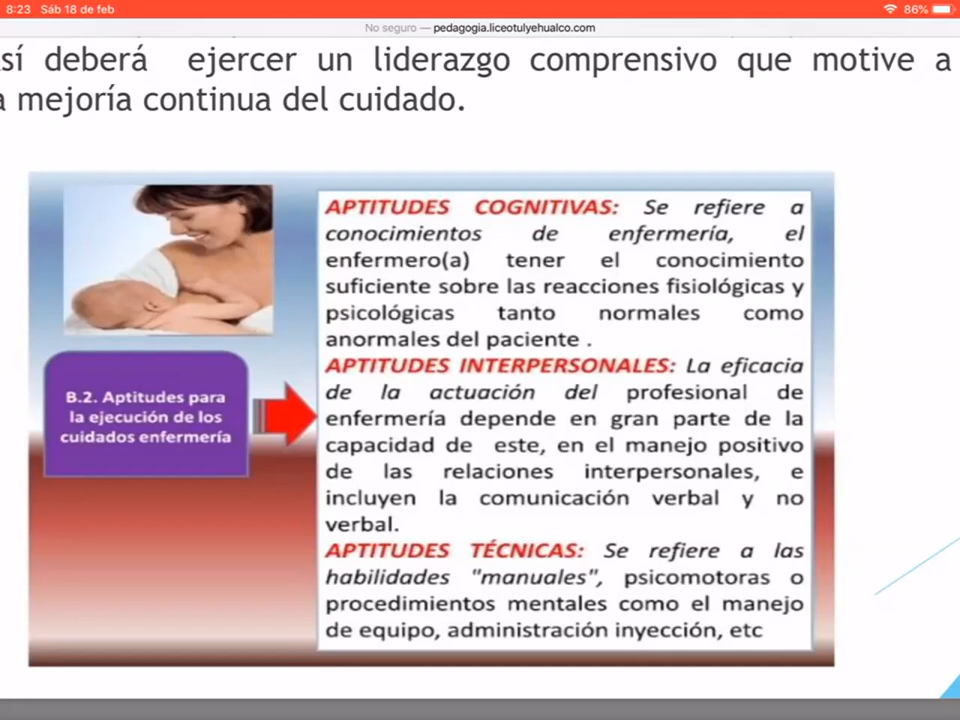 8:23 Sáb 18 de feb 86%
No seguro — pedagogia.liceotulyehualco.com
sí deberá ejercer un liderazgo comprensivo que motive a
a mejoría continua del cuidado.
B.2. Aptitudes para
la ejecución de los
cuidados enfermería
APTITUDES COGNITIVAS: Se refiere a
conocimientos de enfermería, el
enfermero(a) tener el conocimiento
suficiente sobre las reacciones fisiológicas y
psicológicas tanto normales como
anormales del paciente .
APTITUDES INTERPERSONALES: La eficacia
de la actuación del profesional de
enfermería depende en gran parte de la
capacidad de este, en el manejo positivo
de las relaciones interpersonales, e
incluyen la comunicación verbal y no
verbal.
APTITUDES TÉCNICAS: Se refiere a las
habilidades "manuales", psicomotoras o
procedimientos mentales como el manejo
de equipo, administración inyección, etc